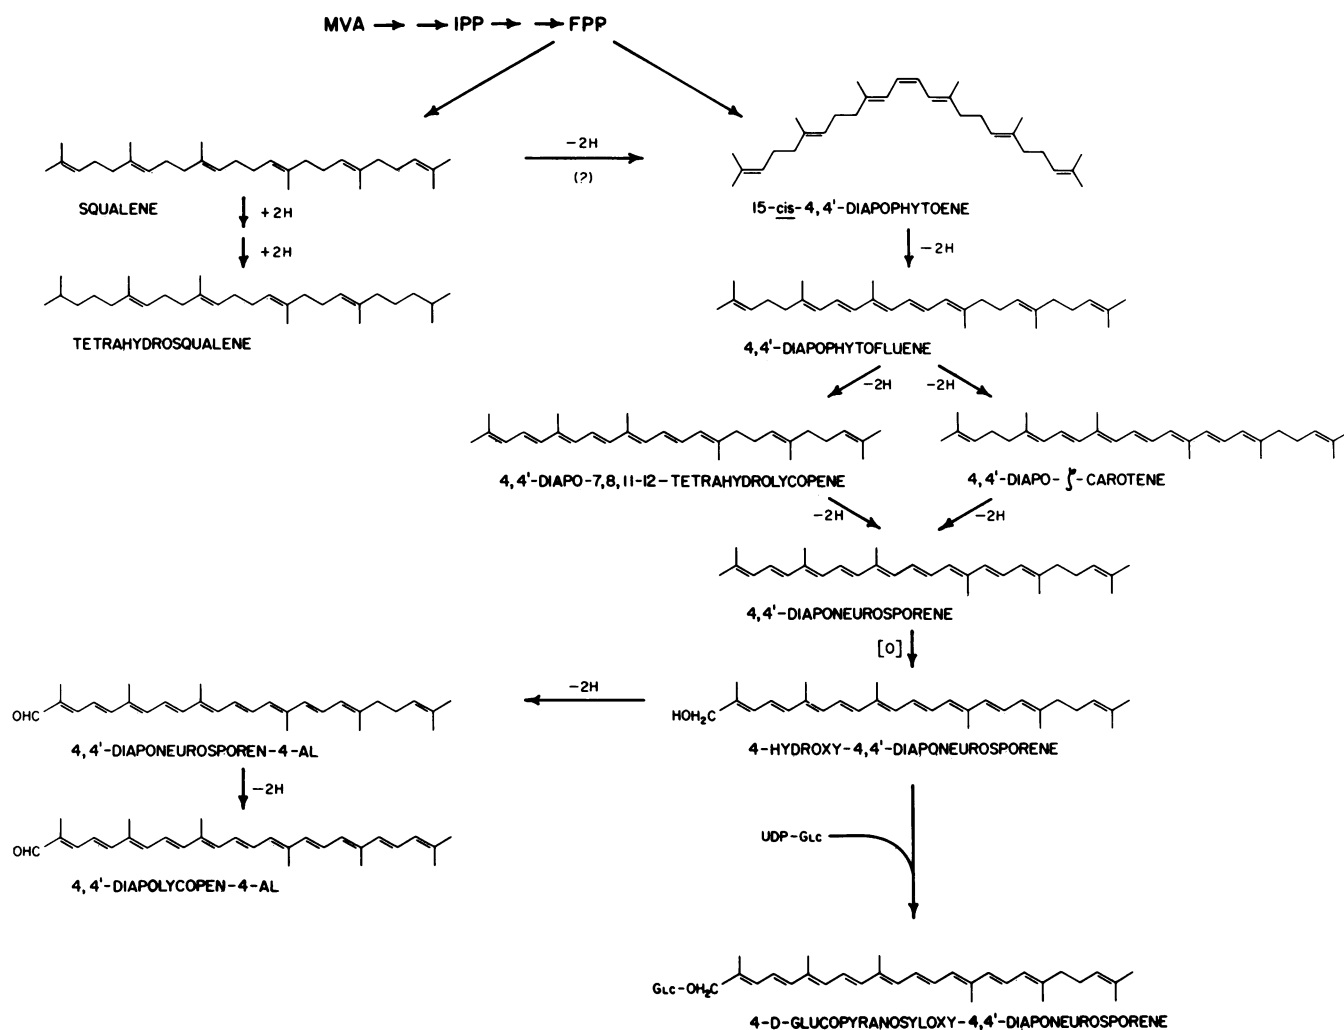 MVA → → IPP → → FPP
-2H
(?)
SQUALENE
15-cis-4,4'-DIAPOPHYTOENE
+2H
+2H
-2H
TETRAHYDROSQUALENE
4,4'-DIAPOPHYTOFLUENE
-2H -2H
4,4'-DIAPO-7,8,11-12-TETRAHYDROLYCOPENE
4,4'-DIAPO-ζ-CAROTENE
-2H -2H
4,4'-DIAPONEUROSPORENE
[O]
-2H
OHC
HOH₂C
4,4'-DIAPONEUROSPOREN-4-AL
4-HYDROXY-4,4'-DIAPONEUROSPORENE
-2H
UDP-GLC
OHC
4,4'-DIAPOLYCOPEN-4-AL
GLC-OH₂C
4-D-GLUCOPYRANOSYLOXY-4,4'-DIAPONEUROSPORENE